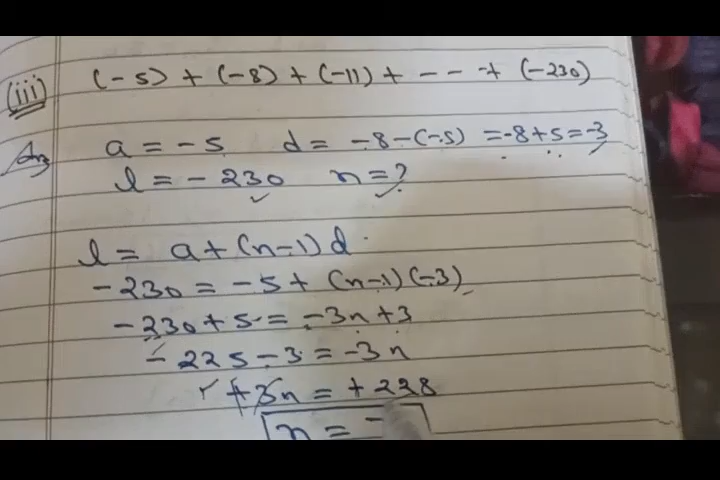 (iii) (-5) + (-8) + (-11) + - - - + (-230)
Ans a = -5 d = -8-(-5) = -8+5 = -3
l = -230 n = ?
l = a+(n-1)d
-230 = -5 + (n-1)(-3)
-230+5 = -3n+3
-225-3 = -3n
+3n = +228
n =